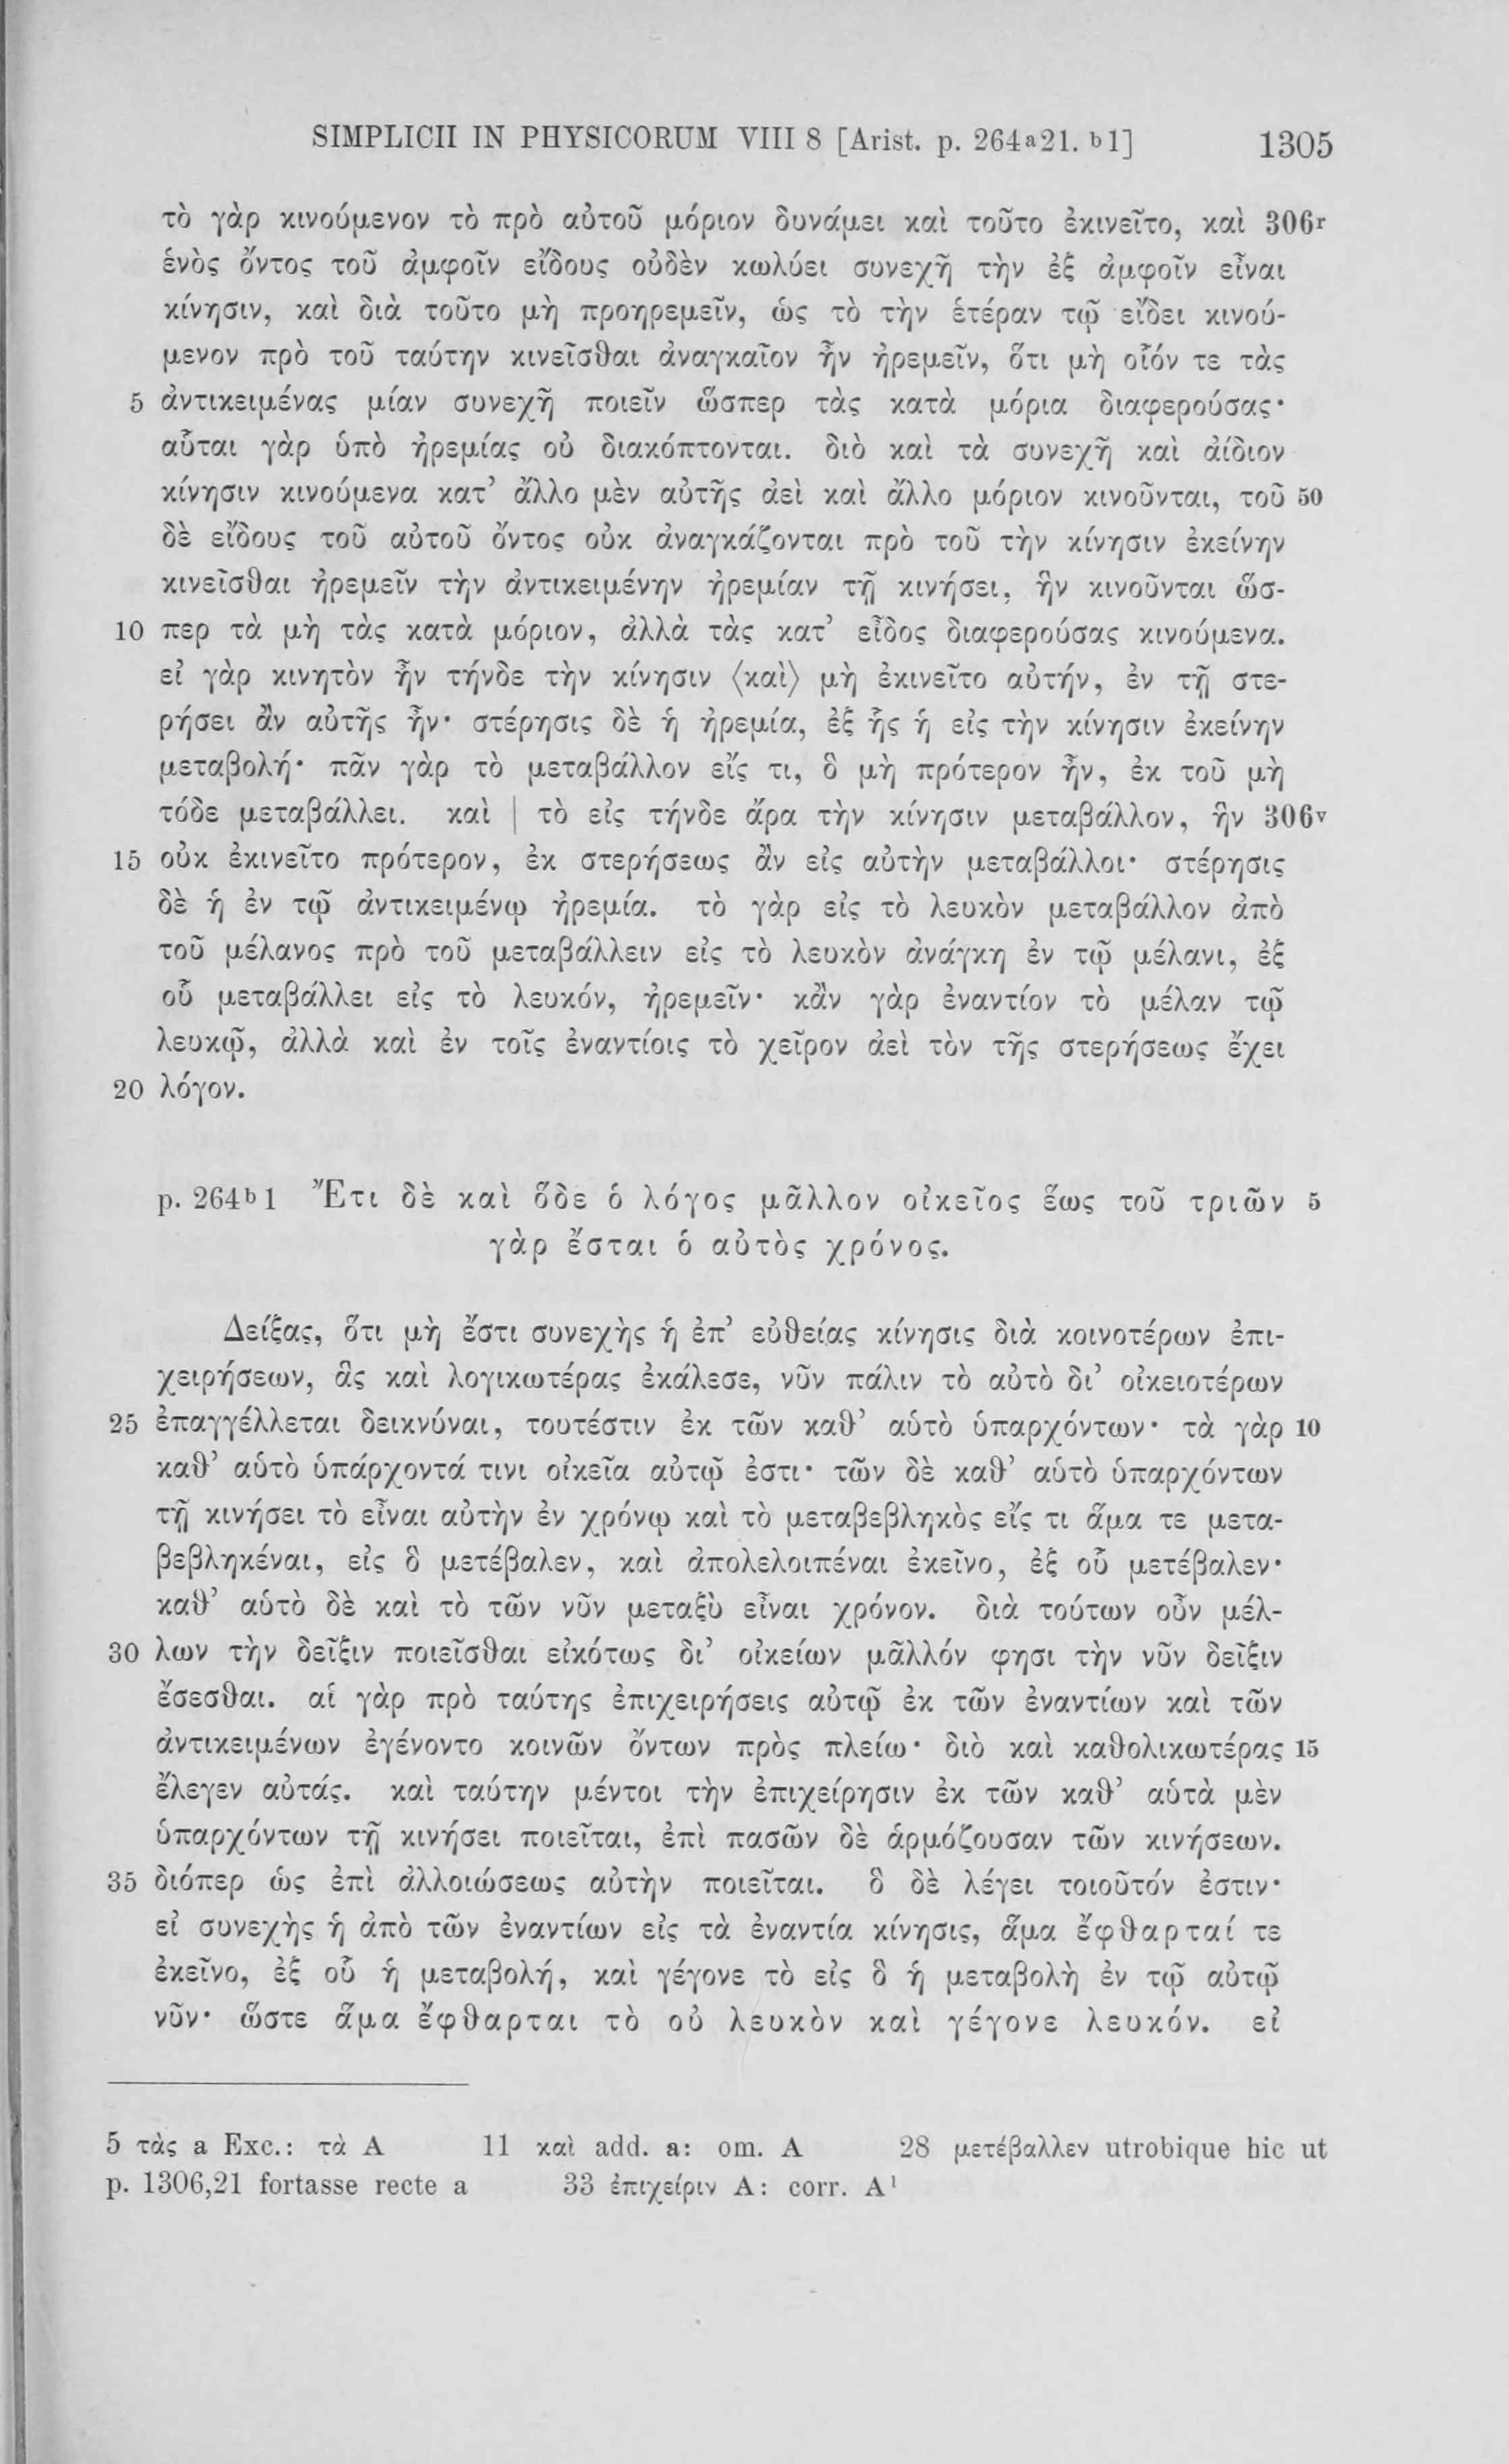 SIMPLICII IN PHYSICORUM VIII 8 [Arist. p. 264a21. b1] 1305
τὸ γὰρ κινούμενον τὸ πρὸ αὐτοῦ μόριον δυνάμει καὶ τοῦτο ἐκινεῖτο, καὶ 306r
ἑνὸς ὄντος τοῦ ἀμφοῖν εἴδους οὐδὲν κωλύει συνεχῆ τὴν ἐξ ἀμφοῖν εἶναι
κίνησιν, καὶ διὰ τοῦτο μὴ προηρεμεῖν, ὡς τὸ τὴν ἑτέραν τῷ εἴδει κινού-
μενον πρὸ τοῦ ταύτην κινεῖσθαι ἀναγκαῖον ἦν ἠρεμεῖν, ὅτι μὴ οἷόν τε τὰς
5 ἀντικειμένας μίαν συνεχῆ ποιεῖν ὥσπερ τὰς κατὰ μόρια διαφερούσας·
αὗται γὰρ ὑπὸ ἠρεμίας οὐ διακόπτονται. διὸ καὶ τὰ συνεχῆ καὶ ἀίδιον
κίνησιν κινούμενα κατ’ ἄλλο μὲν αὐτῆς ἀεὶ καὶ ἄλλο μόριον κινοῦνται, τοῦ 50
δὲ εἴδους τοῦ αὐτοῦ ὄντος οὐκ ἀναγκάζονται πρὸ τοῦ τὴν κίνησιν ἐκείνην
κινεῖσθαι ἠρεμεῖν τὴν ἀντικειμένην ἠρεμίαν τῇ κινήσει, ἣν κινοῦνται ὥσ-
10 περ τὰ μὴ τὰς κατὰ μόριον, ἀλλὰ τὰς κατ’ εἶδος διαφερούσας κινούμενα.
εἰ γὰρ κινητὸν ἦν τήνδε τὴν κίνησιν ⟨καὶ⟩ μὴ ἐκινεῖτο αὐτήν, ἐν τῇ στε-
ρήσει ἂν αὐτῆς ἦν· στέρησις δὲ ἡ ἠρεμία, ἐξ ἧς ἡ εἰς τὴν κίνησιν ἐκείνην
μεταβολή· πᾶν γὰρ τὸ μεταβάλλον εἴς τι, ὃ μὴ πρότερον ἦν, ἐκ τοῦ μὴ
τόδε μεταβάλλει. καὶ | τὸ εἰς τήνδε ἄρα τὴν κίνησιν μεταβάλλον, ἣν 306v
15 οὐκ ἐκινεῖτο πρότερον, ἐκ στερήσεως ἂν εἰς αὐτὴν μεταβάλλοι· στέρησις
δὲ ἡ ἐν τῷ ἀντικειμένῳ ἠρεμία. τὸ γὰρ εἰς τὸ λευκὸν μεταβάλλον ἀπὸ
τοῦ μέλανος πρὸ τοῦ μεταβάλλειν εἰς τὸ λευκὸν ἀνάγκη ἐν τῷ μέλανι, ἐξ
οὗ μεταβάλλει εἰς τὸ λευκόν, ἠρεμεῖν· κἂν γὰρ ἐναντίον τὸ μέλαν τῷ
λευκῷ, ἀλλὰ καὶ ἐν τοῖς ἐναντίοις τὸ χεῖρον ἀεὶ τὸν τῆς στερήσεως ἔχει
20 λόγον.
p. 264b1 Ἔτι δὲ καὶ ὅδε ὁ λόγος μᾶλλον οἰκεῖος ἕως τοῦ τριῶν 5
γὰρ ἔσται ὁ αὐτὸς χρόνος.
Δείξας, ὅτι μὴ ἔστι συνεχὴς ἡ ἐπ’ εὐθείας κίνησις διὰ κοινοτέρων ἐπι-
χειρήσεων, ἃς καὶ λογικωτέρας ἐκάλεσε, νῦν πάλιν τὸ αὐτὸ δι’ οἰκειοτέρων
25 ἐπαγγέλλεται δεικνύναι, τουτέστιν ἐκ τῶν καθ’ αὑτὸ ὑπαρχόντων· τὰ γὰρ 10
καθ’ αὑτὸ ὑπάρχοντά τινι οἰκεῖα αὐτῷ ἐστι· τῶν δὲ καθ’ αὑτὸ ὑπαρχόντων
τῇ κινήσει τὸ εἶναι αὐτὴν ἐν χρόνῳ καὶ τὸ μεταβεβληκὸς εἴς τι ἅμα τε μετα-
βεβληκέναι, εἰς ὃ μετέβαλεν, καὶ ἀπολελοιπέναι ἐκεῖνο, ἐξ οὗ μετέβαλεν·
καθ’ αὑτὸ δὲ καὶ τὸ τῶν νῦν μεταξὺ εἶναι χρόνον. διὰ τούτων οὖν μέλ-
30 λων τὴν δεῖξιν ποιεῖσθαι εἰκότως δι’ οἰκείων μᾶλλόν φησι τὴν νῦν δεῖξιν
ἔσεσθαι. αἱ γὰρ πρὸ ταύτης ἐπιχειρήσεις αὐτῷ ἐκ τῶν ἐναντίων καὶ τῶν
ἀντικειμένων ἐγένοντο κοινῶν ὄντων πρὸς πλείω· διὸ καὶ καθολικωτέρας 15
ἔλεγεν αὐτάς. καὶ ταύτην μέντοι τὴν ἐπιχείρησιν ἐκ τῶν καθ’ αὑτὰ μὲν
ὑπαρχόντων τῇ κινήσει ποιεῖται, ἐπὶ πασῶν δὲ ἁρμόζουσαν τῶν κινήσεων.
35 διόπερ ὡς ἐπὶ ἀλλοιώσεως αὐτὴν ποιεῖται. ὃ δὲ λέγει τοιοῦτόν ἐστιν·
εἰ συνεχὴς ἡ ἀπὸ τῶν ἐναντίων εἰς τὰ ἐναντία κίνησις, ἅμα ἔφθαρταί τε
ἐκεῖνο, ἐξ οὗ ἡ μεταβολή, καὶ γέγονε τὸ εἰς ὃ ἡ μεταβολὴ ἐν τῷ αὐτῷ
νῦν· ὥστε ἅμα ἔφθαρται τὸ οὐ λευκὸν καὶ γέγονε λευκόν. εἰ
5 τὰς a Exc.: τὰ A 11 καὶ add. a: om. A 28 μετέβαλλεν utrobique hic ut
p. 1306,21 fortasse recte a 33 ἐπιχείριν A: corr. A1